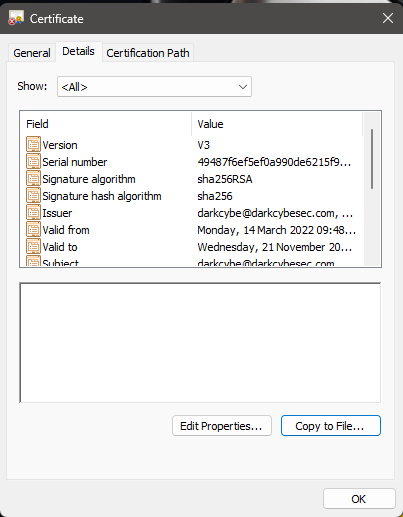 Certificate
General Details Certification Path
Show: <All>
Field Value
Version V3
Serial number 49487f6ef5ef0a990de6215f9...
Signature algorithm sha256RSA
Signature hash algorithm sha256
Issuer darkcybe@darkcybesec.com, ...
Valid from Monday, 14 March 2022 09:48...
Valid to Wednesday, 21 November 20...
Subject darkcybe@darkcybesec.com
Edit Properties... Copy to File...
OK